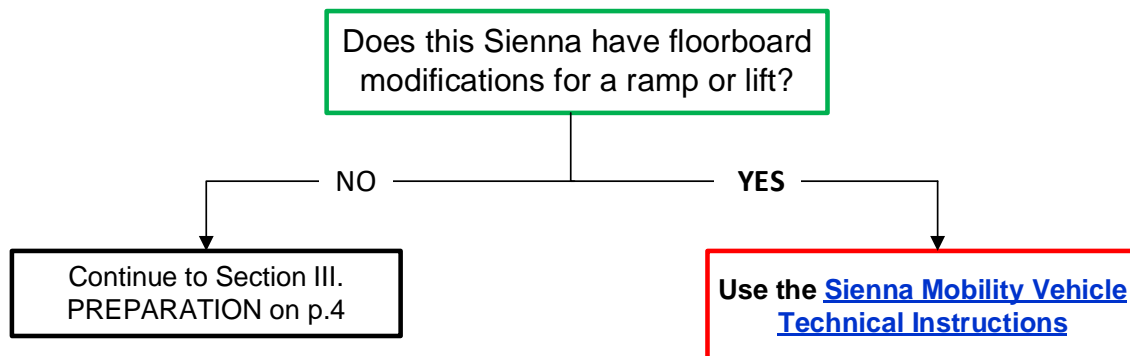 Does this Sienna have floorboard
modifications for a ramp or lift?
NO
YES
Continue to Section III.
PREPARATION on p.4
Use the Sienna Mobility Vehicle
Technical Instructions